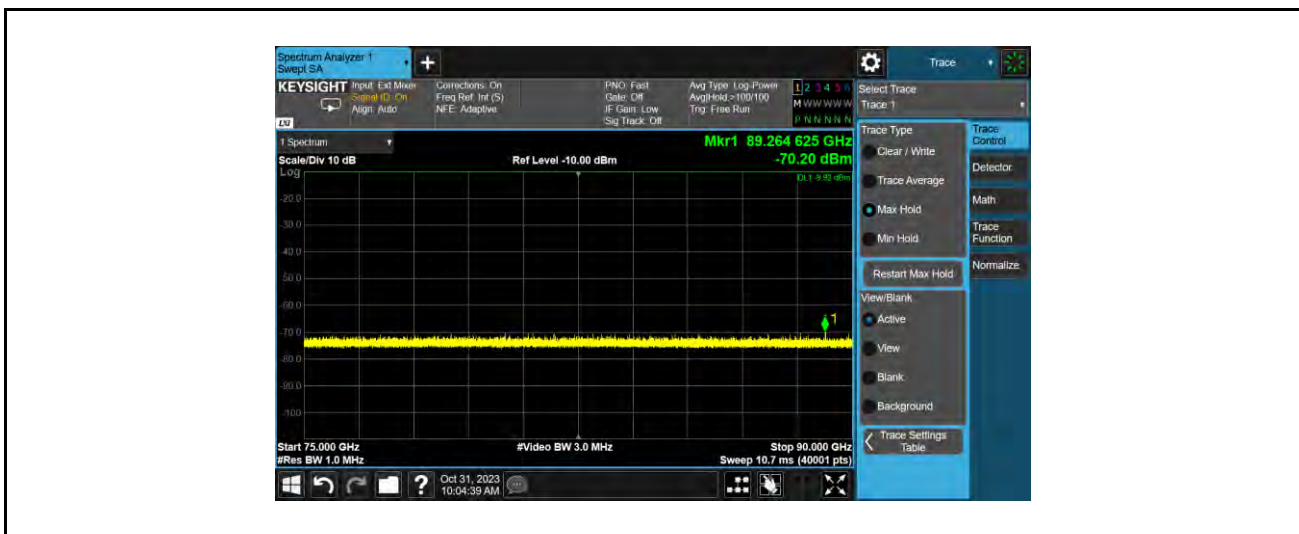 Spectrum Analyzer 1
Swept SA
+
Trace
KEYSIGHT
Input: Ext Mixer
Signal ID: On
Align: Auto
Corrections: On
Freq Ref: Int (S)
NFE: Adaptive
PNO: Fast
Gate: Off
IF Gain: Low
Sig Track: Off
Avg Type: Log-Power
Avg|Hold:>100/100
Trig: Free Run
1 2 3 4 5 6
M W W W W W
P N N N N N
LXI
Select Trace
Trace 1
1 Spectrum
Scale/Div 10 dB
Ref Level -10.00 dBm
Mkr1 89.264 625 GHz
-70.20 dBm
Log
-20.0
-30.0
-40.0
-50.0
-60.0
-70.0
-80.0
-90.0
-100
1
Start 75.000 GHz
#Res BW 1.0 MHz
#Video BW 3.0 MHz
Stop 90.000 GHz
Sweep 10.7 ms (40001 pts)
Trace Type
Clear / Write
Trace Average
Max Hold
Min Hold
Restart Max Hold
View/Blank
Active
View
Blank
Background
Trace Settings
Table
Trace
Control
Detector
Math
Trace
Function
Normalize
?
Oct 31, 2023
10:04:39 AM